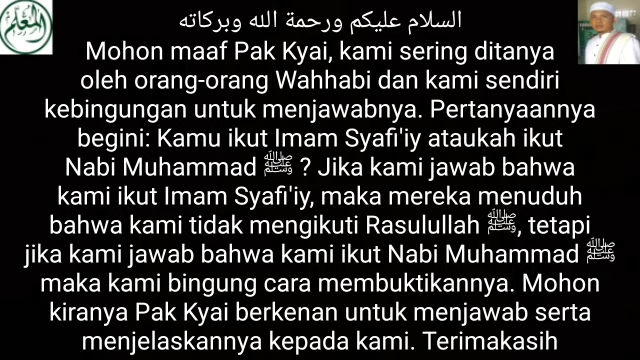 السلام عليكم ورحمة الله وبركاته
Mohon maaf Pak Kyai, kami sering ditanya
oleh orang-orang Wahhabi dan kami sendiri
kebingungan untuk menjawabnya. Pertanyaannya
begini: Kamu ikut Imam Syafi'iy ataukah ikut
Nabi Muhammad ﷺ ? Jika kami jawab bahwa
kami ikut Imam Syafi'iy, maka mereka menuduh
bahwa kami tidak mengikuti Rasulullah ﷺ, tetapi
jika kami jawab bahwa kami ikut Nabi Muhammad ﷺ
maka kami bingung cara membuktikannya. Mohon
kiranya Pak Kyai berkenan untuk menjawab serta
menjelaskannya kepada kami. Terimakasih